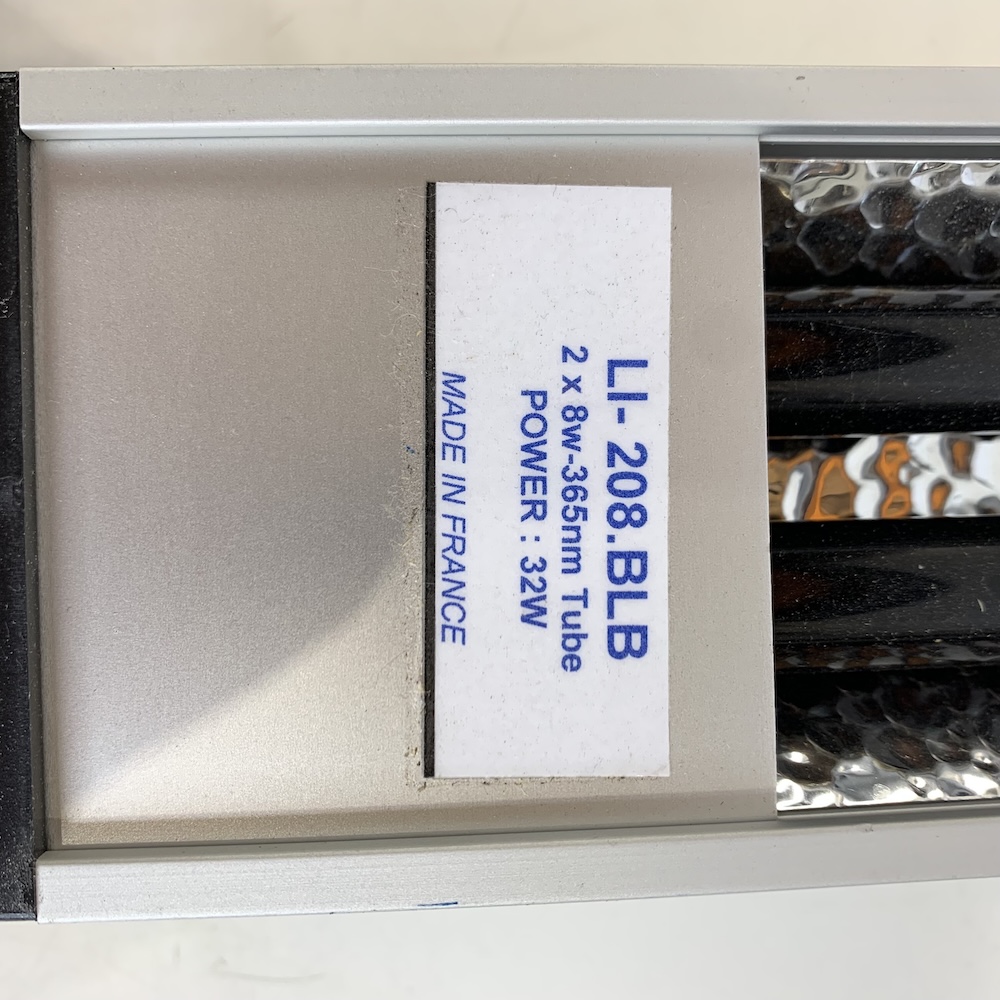 LI- 208.BLB
2 x 8w-365nm Tube
POWER : 32W
MADE IN FRANCE